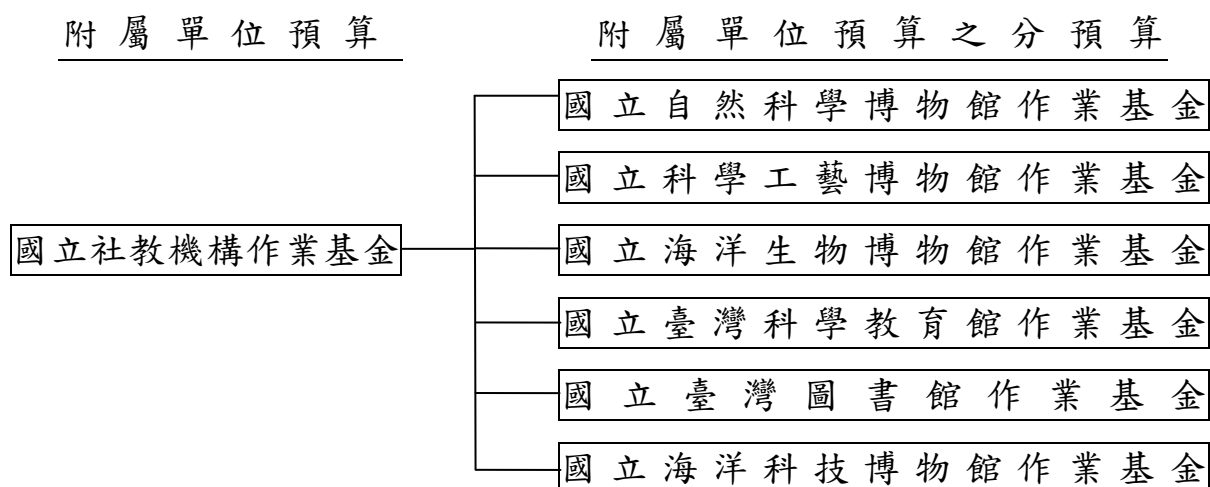 附屬單位預算
附屬單位預算之分預算
國立社教機構作業基金
國立自然科學博物館作業基金
國立科學工藝博物館作業基金
國立海洋生物博物館作業基金
國立臺灣科學教育館作業基金
國立臺灣圖書館作業基金
國立海洋科技博物館作業基金